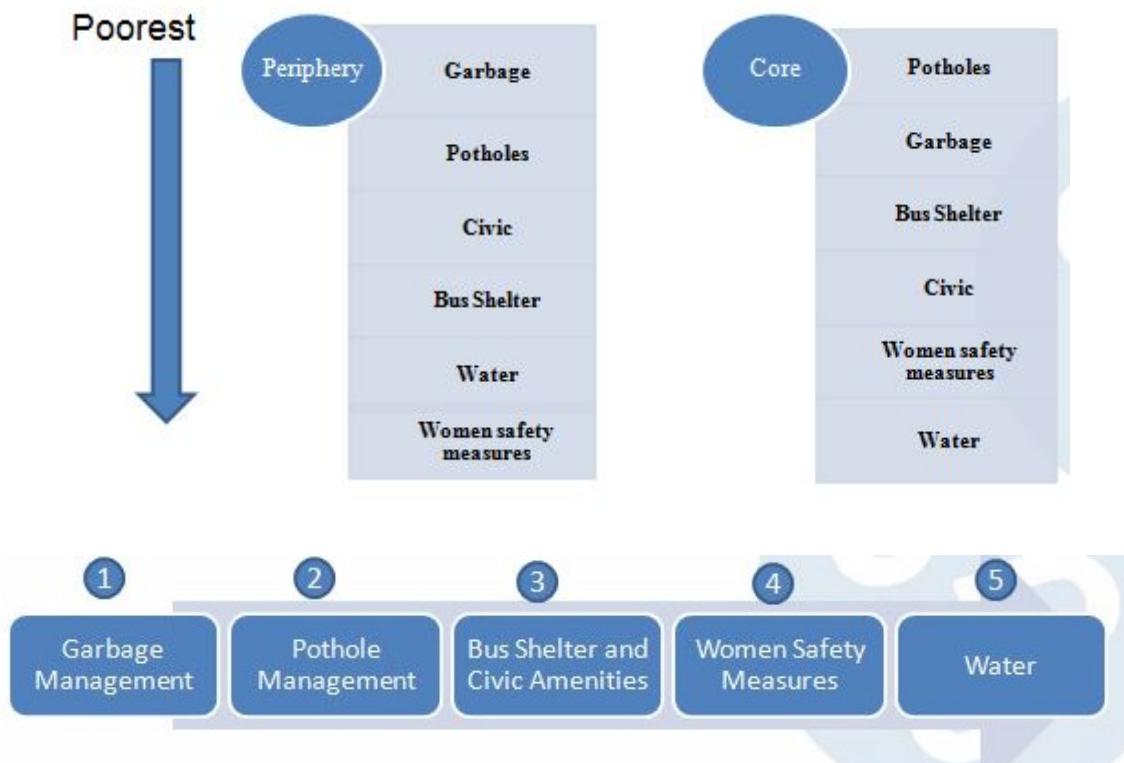 Poorest
Periphery
Garbage
Potholes
Civic
Bus Shelter
Water
Women safety
measures
Core
Potholes
Garbage
Bus Shelter
Civic
Women safety
measures
Water
1
Garbage
Management
2
Pothole
Management
3
Bus Shelter and
Civic Amenities
4
Women Safety
Measures
5
Water